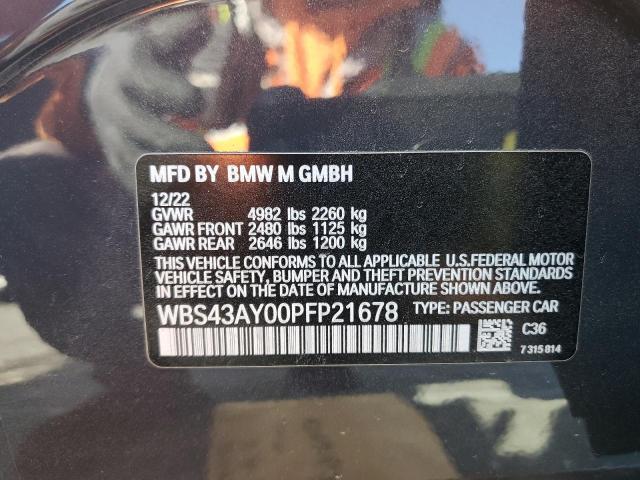 MFD BY BMW M GMBH
12/22
GVWR 4982 lbs 2260 kg
GAWR FRONT 2480 lbs 1125 kg
GAWR REAR 2646 lbs 1200 kg
THIS VEHICLE CONFORMS TO ALL APPLICABLE U.S.FEDERAL MOTOR
VEHICLE SAFETY, BUMPER AND THEFT PREVENTION STANDARDS
IN EFFECT ON THE DATE OF MANUFACTURE SHOWN ABOVE.
WBS43AY00PFP21678 TYPE: PASSENGER CAR
C36
7 315 814